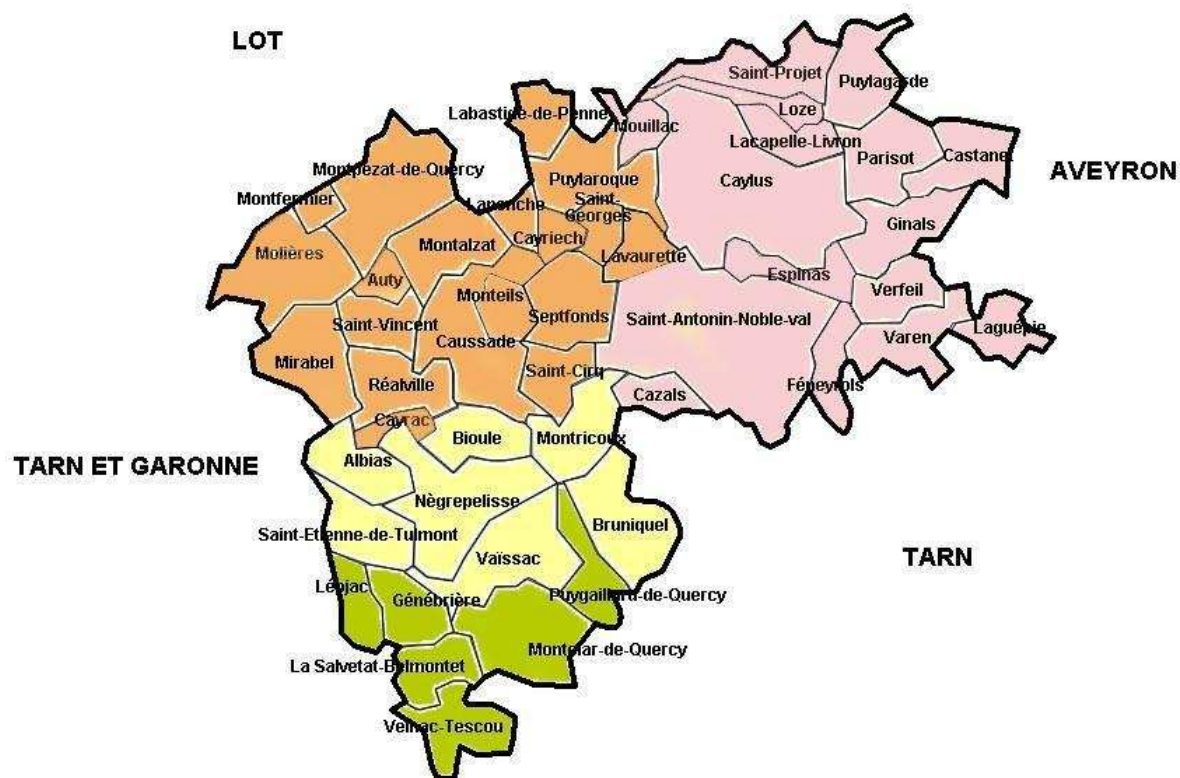 LOT
Saint-Projet
Puylagarde
Labastide-de-Penne
Loze
Mouillac
Lacapelle-Livron
Parisot
Castanet
Montpezat-de-Quercy
AVEYRON
Puylaroque
Caylus
Montfermier
Lapenche
Saint-
Georges
Ginals
Cayriech
Montalzat
Molières
Lavaurette
Auty
Espinas
Verfeil
Monteils
Septfonds
Saint-Antonin-Noble-val
Saint-Vincent
Laguépie
Varen
Caussade
Mirabel
Saint-Cirq
Réalville
Féneyrols
Cazals
Cayrac
Bioule
Montricoux
Albias
TARN ET GARONNE
Nègrepelisse
Bruniquel
Saint-Etienne-de-Tulmont
Vaïssac
TARN
Léojac
Génébrière
Puygaillard-de-Quercy
Montclar-de-Quercy
La Salvetat-Belmontet
Verlhac-Tescou